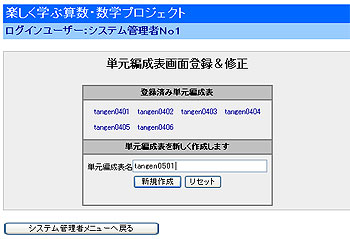 楽しく学ぶ算数・数学プロジェクト
ログインユーザー:システム管理者No1
単元編成表画面登録&修正
登録済み単元編成表
tangen0401 tangen0402 tangen0403 tangen0404
tangen0405 tangen0406
単元編成表を新しく作成します
単元編成表名 tangen0501
新規作成 リセット
システム管理者メニューへ戻る